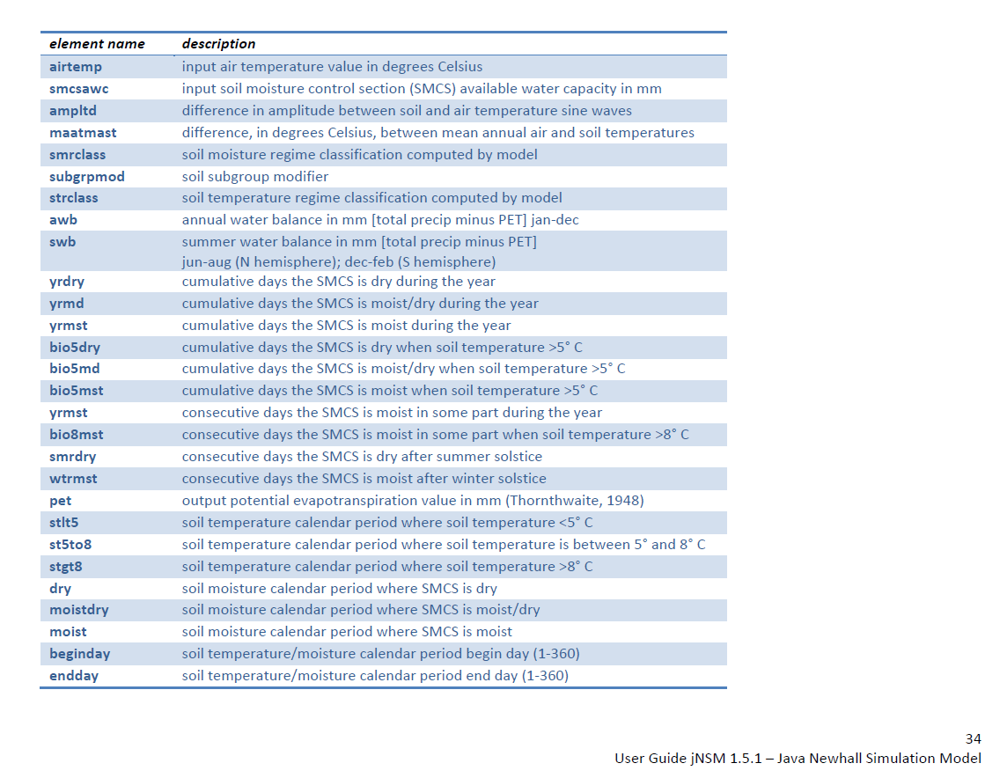 element name description
airtemp input air temperature value in degrees Celsius
smcsawc input soil moisture control section (SMCS) available water capacity in mm
ampltd difference in amplitude between soil and air temperature sine waves
maatmast difference, in degrees Celsius, between mean annual air and soil temperatures
smrclass soil moisture regime classification computed by model
subgrpmod soil subgroup modifier
strclass soil temperature regime classification computed by model
awb annual water balance in mm [total precip minus PET] jan-dec
swb summer water balance in mm [total precip minus PET]
jun-aug (N hemisphere); dec-feb (S hemisphere)
yrdry cumulative days the SMCS is dry during the year
yrmd cumulative days the SMCS is moist/dry during the year
yrmst cumulative days the SMCS is moist during the year
bio5dry cumulative days the SMCS is dry when soil temperature >5° C
bio5md cumulative days the SMCS is moist/dry when soil temperature >5° C
bio5mst cumulative days the SMCS is moist when soil temperature >5° C
yrmst consecutive days the SMCS is moist in some part during the year
bio8mst consecutive days the SMCS is moist in some part when soil temperature >8° C
smrdry consecutive days the SMCS is dry after summer solstice
wtrmst consecutive days the SMCS is moist after winter solstice
pet output potential evapotranspiration value in mm (Thornthwaite, 1948)
stlt5 soil temperature calendar period where soil temperature <5° C
st5to8 soil temperature calendar period where soil temperature is between 5° and 8° C
stgt8 soil temperature calendar period where soil temperature >8° C
dry soil moisture calendar period where SMCS is dry
moistdry soil moisture calendar period where SMCS is moist/dry
moist soil moisture calendar period where SMCS is moist
beginday soil temperature/moisture calendar period begin day (1-360)
endday soil temperature/moisture calendar period end day (1-360)
34
User Guide jNSM 1.5.1 – Java Newhall Simulation Model